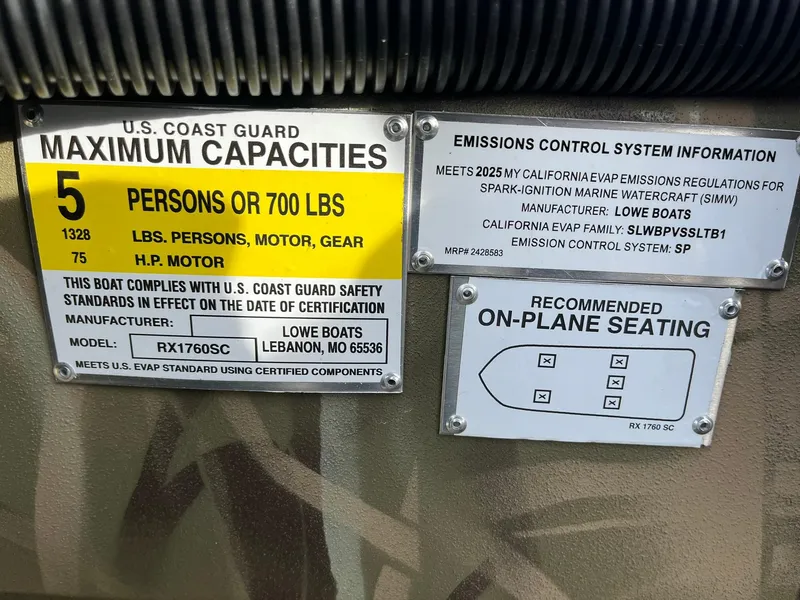 U.S. COAST GUARD
MAXIMUM CAPACITIES
5 PERSONS OR 700 LBS
1328 LBS. PERSONS, MOTOR, GEAR
75 H.P. MOTOR
THIS BOAT COMPLIES WITH U.S. COAST GUARD SAFETY
STANDARDS IN EFFECT ON THE DATE OF CERTIFICATION
MANUFACTURER: LOWE BOATS
MODEL: RX1760SC LEBANON, MO 65536
MEETS U.S. EVAP STANDARD USING CERTIFIED COMPONENTS
EMISSIONS CONTROL SYSTEM INFORMATION
MEETS 2025 MY CALIFORNIA EVAP EMISSIONS REGULATIONS FOR
SPARK-IGNITION MARINE WATERCRAFT (SIMW)
MANUFACTURER: LOWE BOATS
CALIFORNIA EVAP FAMILY: SLWBPVSSLTB1
EMISSION CONTROL SYSTEM: SP
MRP# 2428583
RECOMMENDED
ON-PLANE SEATING
RX 1760 SC